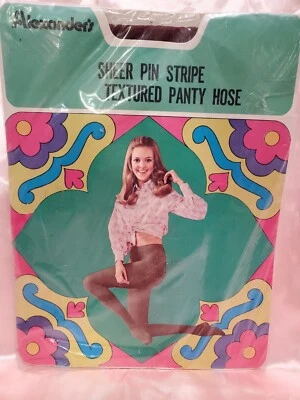 Alexander's
SHEER PIN STRIPE
TEXTURED PANTY HOSE